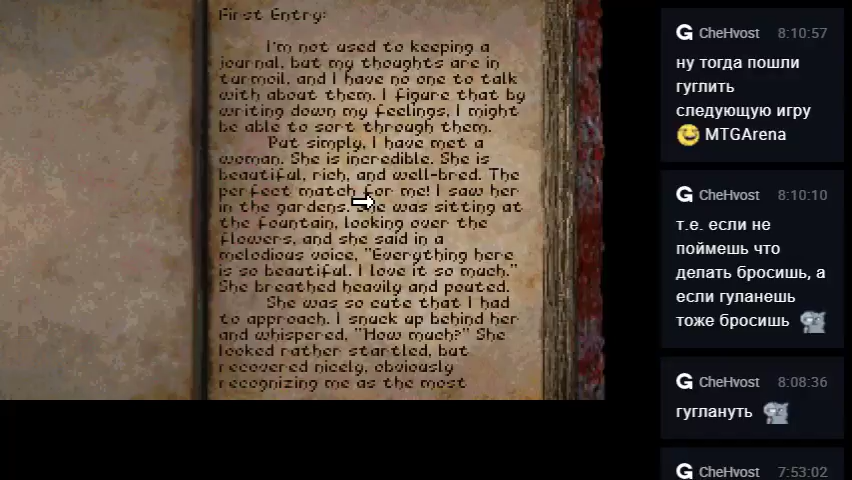 First Entry:
I'm not used to keeping a
journal, but my thoughts are in
turmoil, and I have no one to talk
with about them. I figure that by
writing down my feelings, I might
be able to sort through them.
Put simply, I have met a
woman. She is incredible. She is
beautiful, rich, and well-bred. The
perfect match for me! I saw her
in the gardens. She was sitting at
the fountain, looking over the
flowers, and she said in a
melodious voice, "Everything here
is so beautiful. I love it so much."
She breathed heavily and pouted.
She was so cute that I had
to approach. I snuck up behind her
and whispered, "How much?" She
looked rather startled, but
recovered nicely, obviously
recognizing me as the most
G CheHvost 8:10:57
ну тогда пошли
гуглить
следующую игру
MTGArena
G CheHvost 8:10:10
т.е. если не
поймешь что
делать бросишь, а
если гуланешь
тоже бросишь
G CheHvost 8:08:36
заглануть
G CheHvost 7:53:02